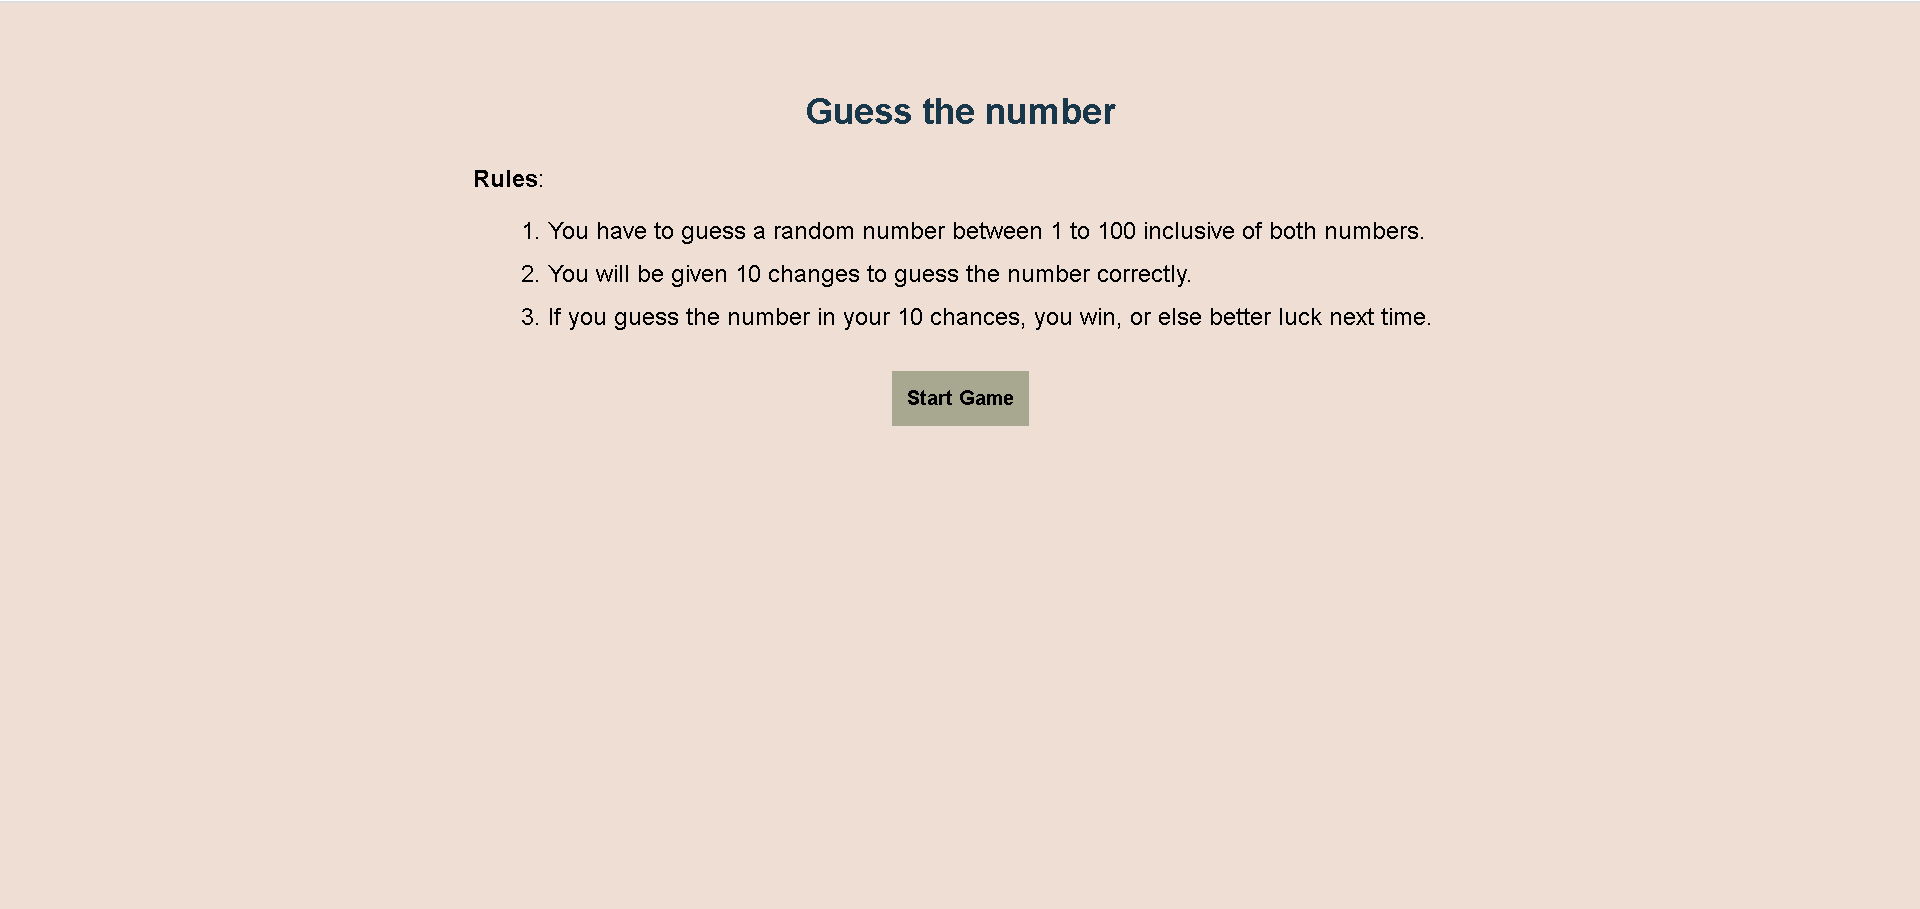 Guess the number
Rules:
1. You have to guess a random number between 1 to 100 inclusive of both numbers.
2. You will be given 10 changes to guess the number correctly.
3. If you guess the number in your 10 chances, you win, or else better luck next time.
Start Game